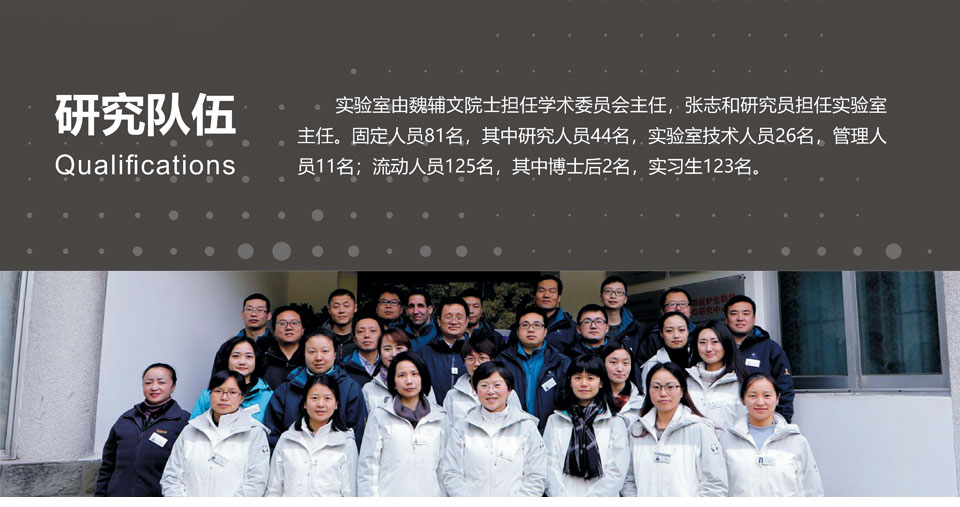 研究队伍
Qualifications
实验室由魏辅文院士担任学术委员会主任，张志和研究员担任实验室
主任。固定人员81名，其中研究人员44名，实验室技术人员26名，管理人
员11名；流动人员125名，其中博士后2名，实习生123名。